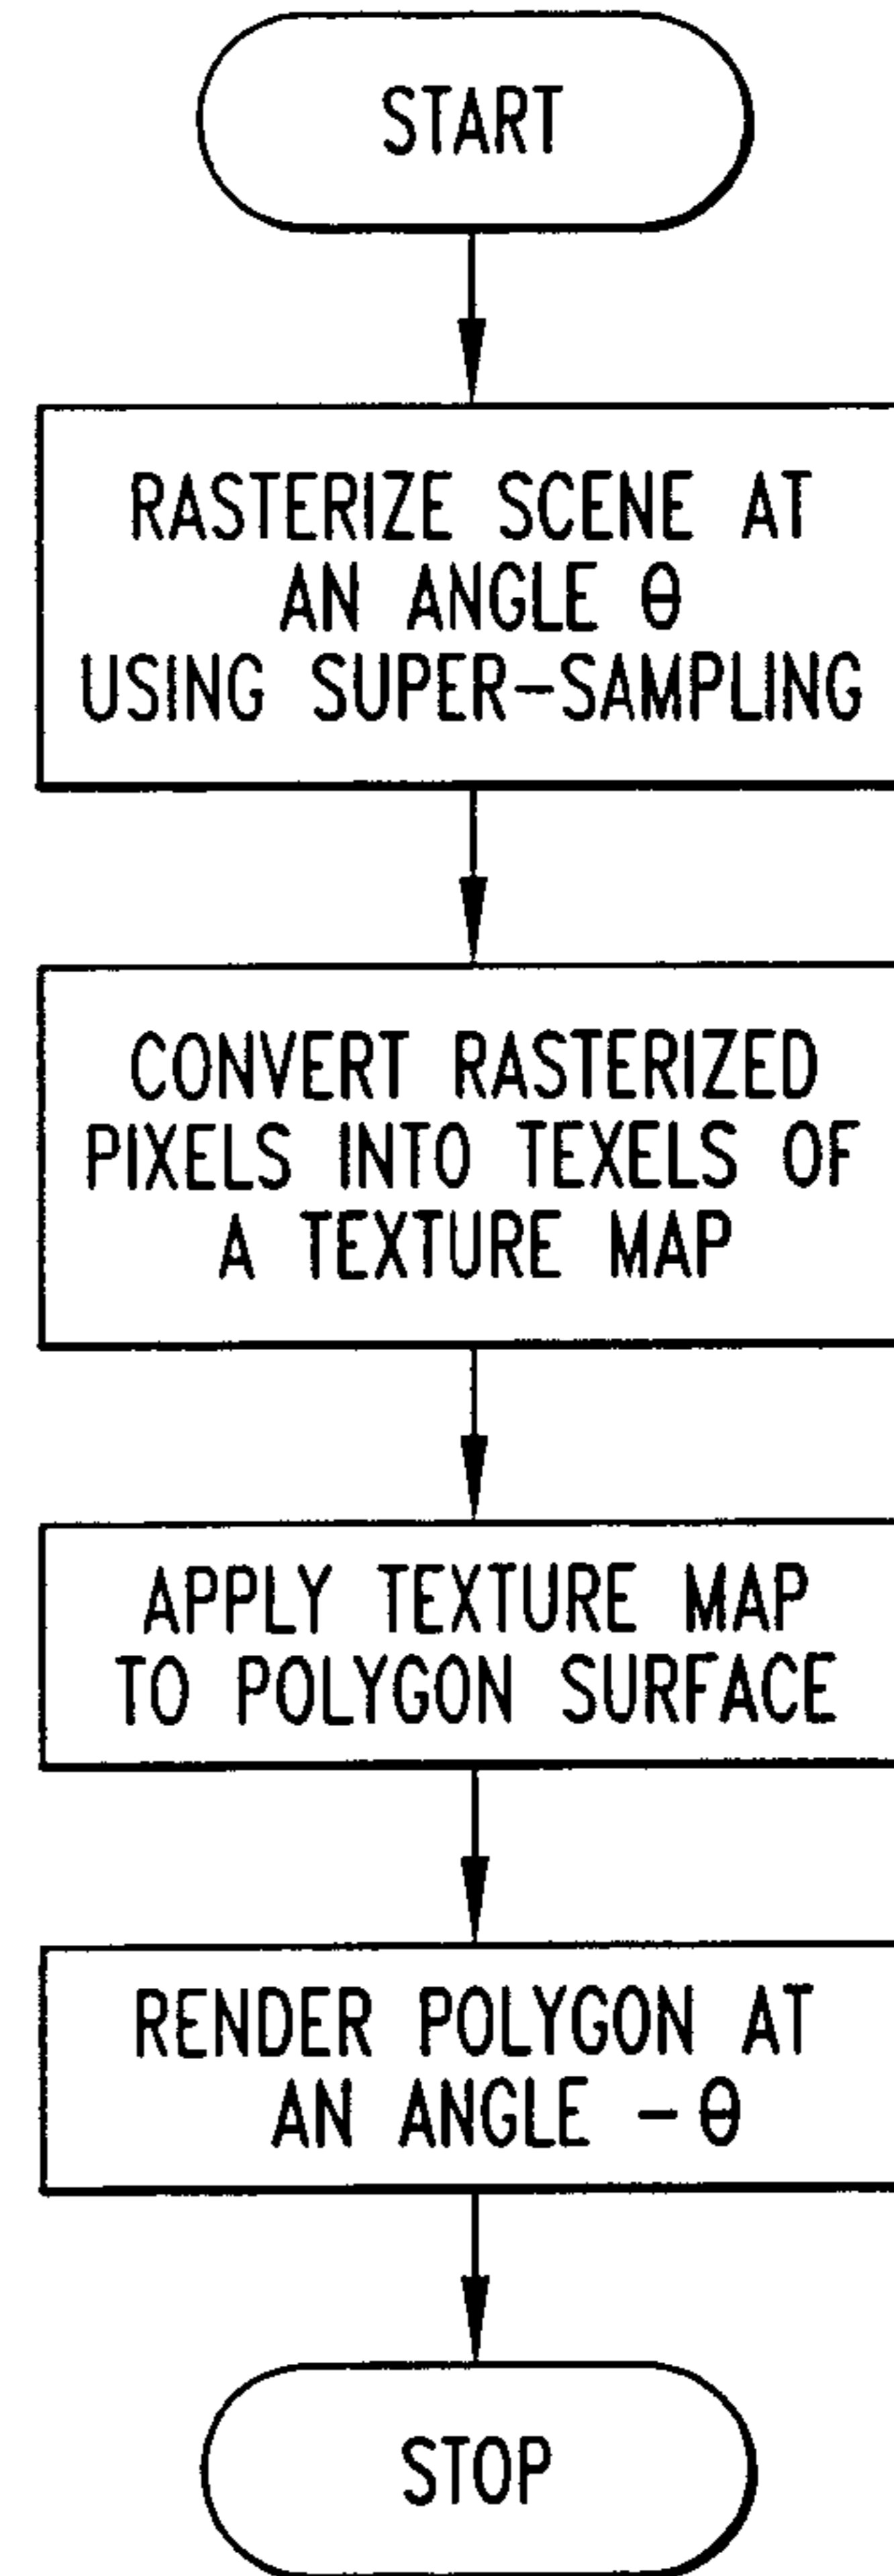 START
RASTERIZE SCENE AT
AN ANGLE θ
USING SUPER-SAMPLING
CONVERT RASTERIZED
PIXELS INTO TEXELS OF
A TEXTURE MAP
APPLY TEXTURE MAP
TO POLYGON SURFACE
RENDER POLYGON AT
AN ANGLE -θ
STOP